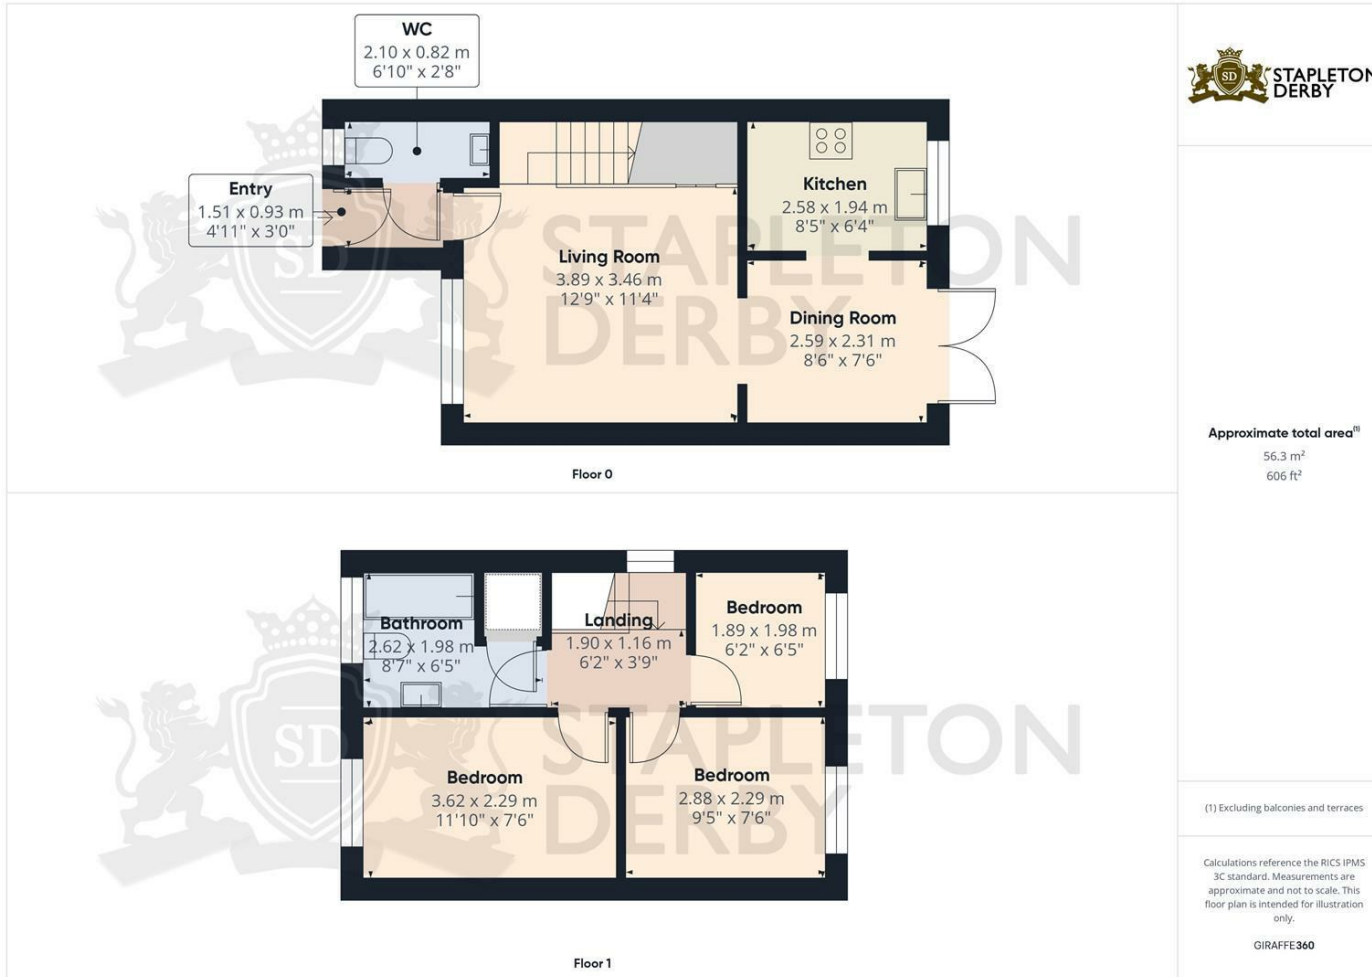 WC
2.10 x 0.82 m
6'10" x 2'8"
Entry
1.51 x 0.93 m
4'11" x 3'0"
Living Room
3.89 x 3.46 m
12'9" x 11'4"
Kitchen
2.58 x 1.94 m
8'5" x 6'4"
Dining Room
2.59 x 2.31 m
8'6" x 7'6"
SD
STAPLETON
DERBY
Floor 0
Bathroom
2.62 x 1.98 m
8'7" x 6'5"
Landing
1.90 x 1.16 m
6'2" x 3'9"
Bedroom
1.89 x 1.98 m
6'2" x 6'5"
Bedroom
3.62 x 2.29 m
11'10" x 7'6"
Bedroom
2.88 x 2.29 m
9'5" x 7'6"
SD
STAPLETON
DERBY
Floor 1
SD
STAPLETON
DERBY
Approximate total area(1)
56.3 m²
606 ft²
(1) Excluding balconies and terraces
Calculations reference the RICS IPMS
3C standard. Measurements are
approximate and not to scale. This
floor plan is intended for illustration
only.
GIRAFFE360